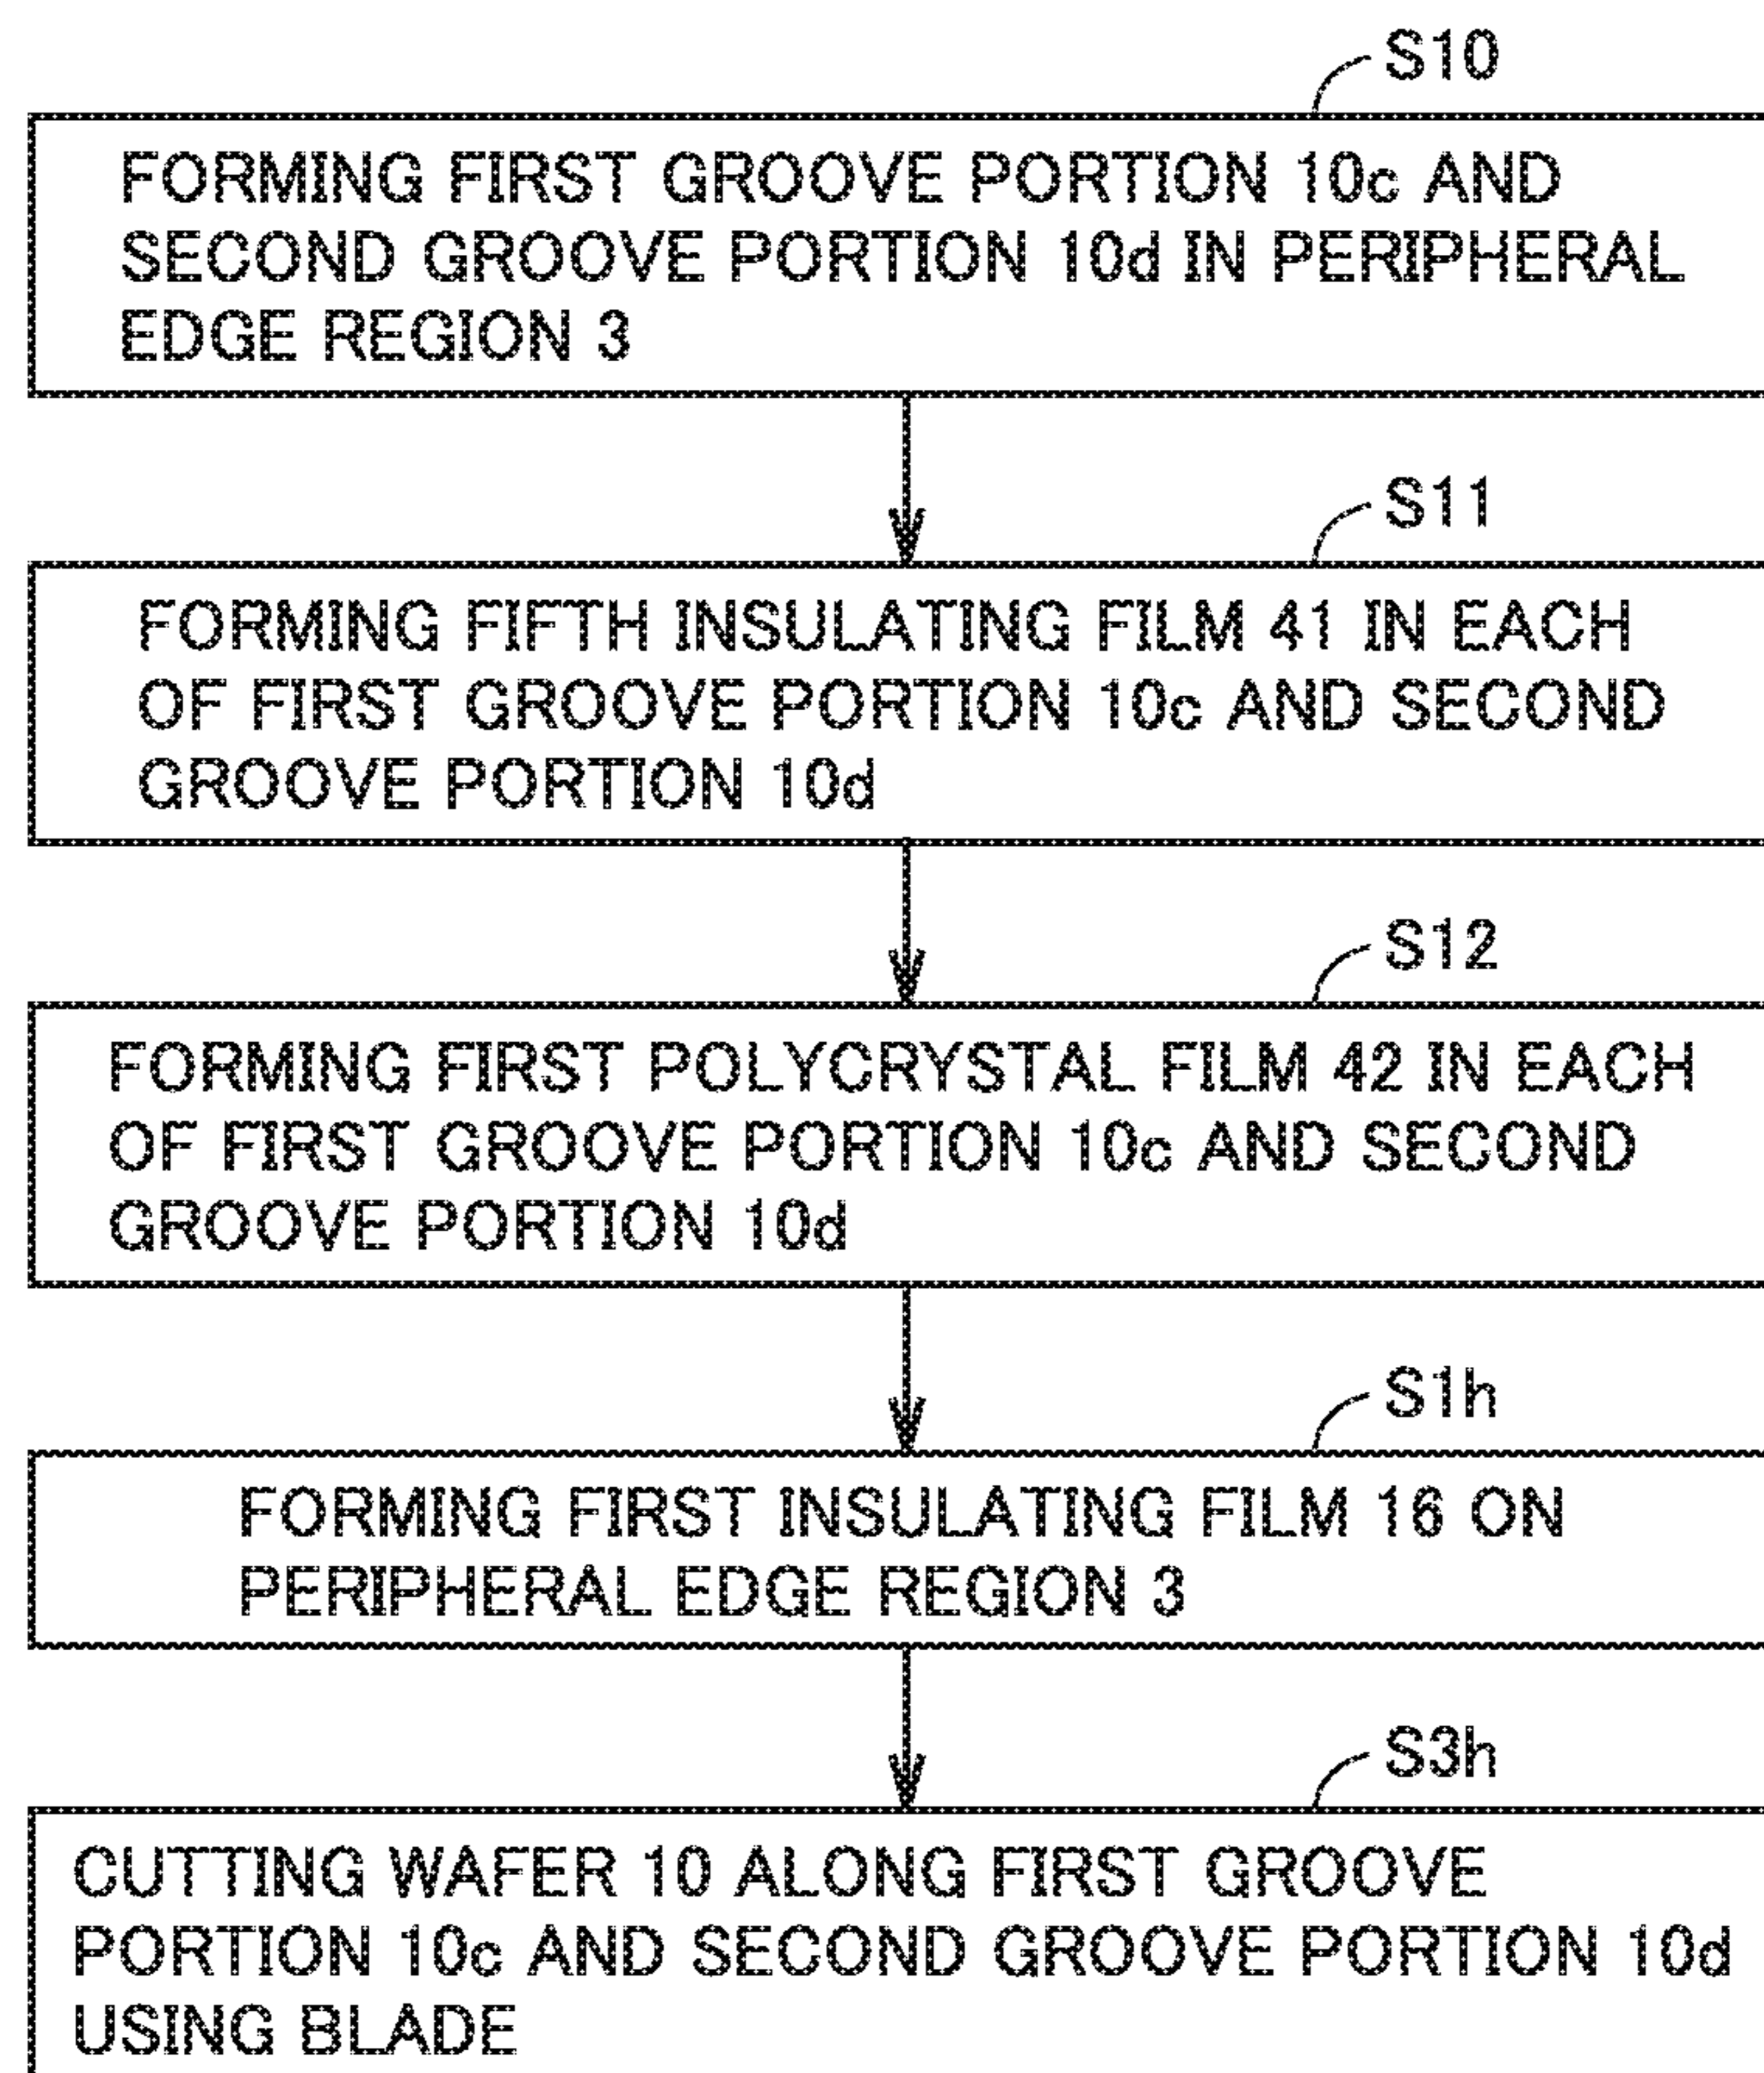 S10
FORMING FIRST GROOVE PORTION 10c AND
SECOND GROOVE PORTION 10d IN PERIPHERAL
EDGE REGION 3
S11
FORMING FIFTH INSULATING FILM 41 IN EACH
OF FIRST GROOVE PORTION 10c AND SECOND
GROOVE PORTION 10d
S12
FORMING FIRST POLYCRYSTAL FILM 42 IN EACH
OF FIRST GROOVE PORTION 10c AND SECOND
GROOVE PORTION 10d
S1h
FORMING FIRST INSULATING FILM 16 ON
PERIPHERAL EDGE REGION 3
S3h
CUTTING WAFER 10 ALONG FIRST GROOVE
PORTION 10c AND SECOND GROOVE PORTION 10d
USING BLADE